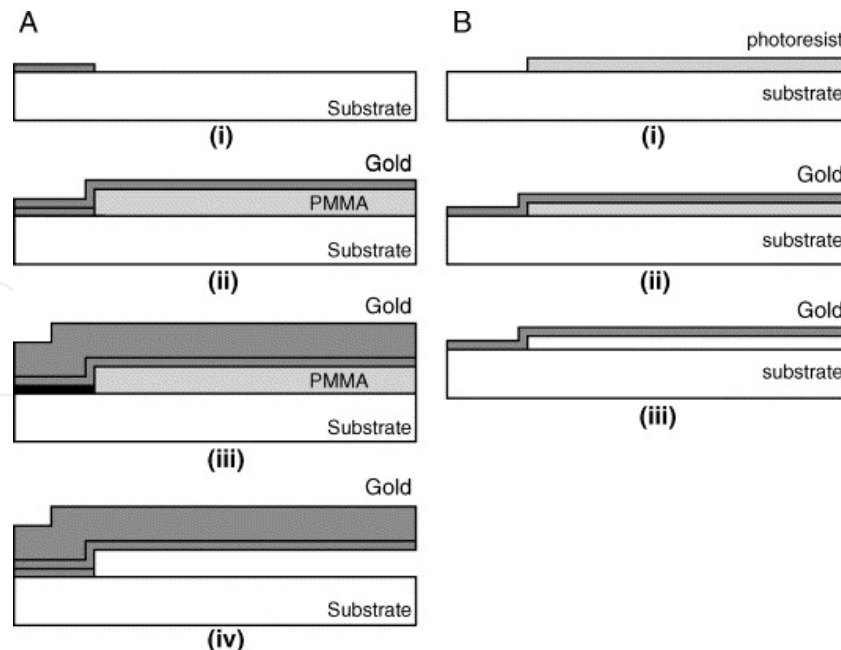 A
Substrate
(i)
Gold
PMMA
Substrate
(ii)
Gold
PMMA
Substrate
(iii)
Gold
Substrate
(iv)
B
photoresist
substrate
(i)
Gold
substrate
(ii)
Gold
substrate
(iii)